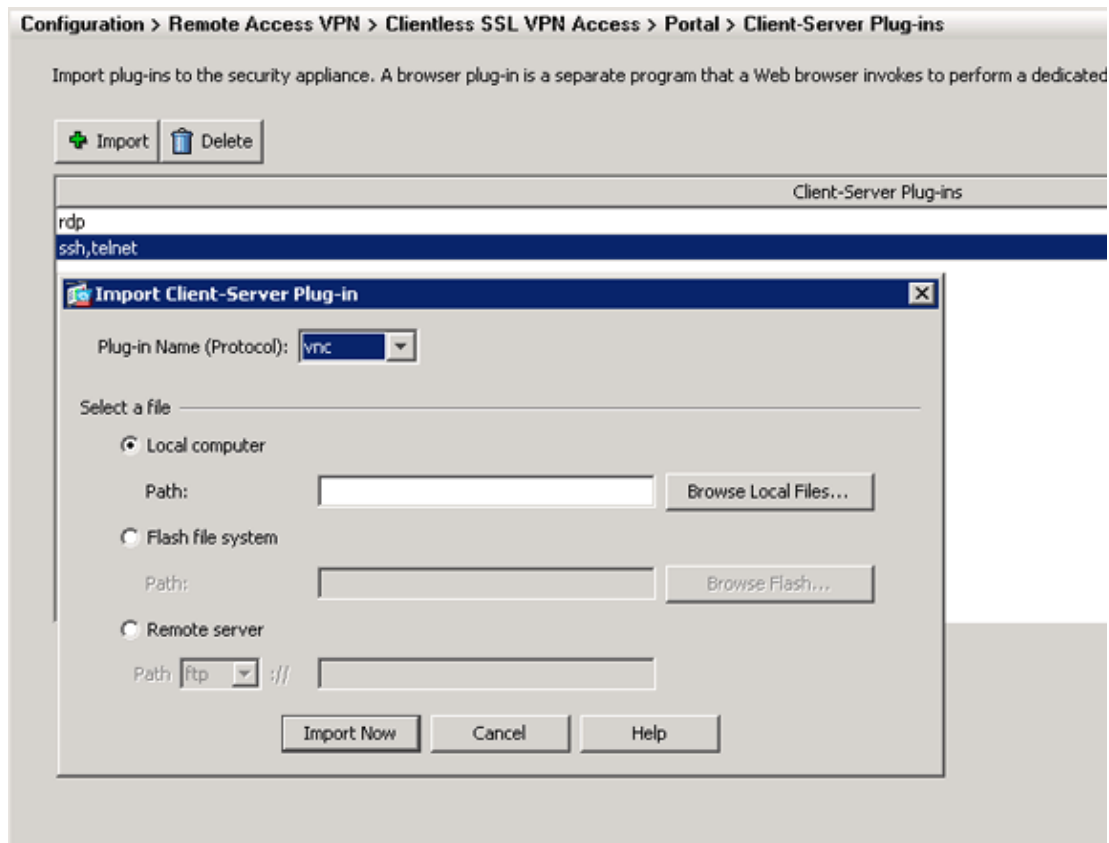 Configuration > Remote Access VPN > Clientless SSL VPN Access > Portal > Client-Server Plug-ins
Import plug-ins to the security appliance. A browser plug-in is a separate program that a Web browser invokes to perform a dedicated
Import Delete
Client-Server Plug-ins
rdp
ssh,telnet
Import Client-Server Plug-in
Plug-in Name (Protocol): vnc
Select a file
Local computer
Path: Browse Local Files...
Flash file system
Path: Browse Flash...
Remote server
Path ftp ://
Import Now Cancel Help